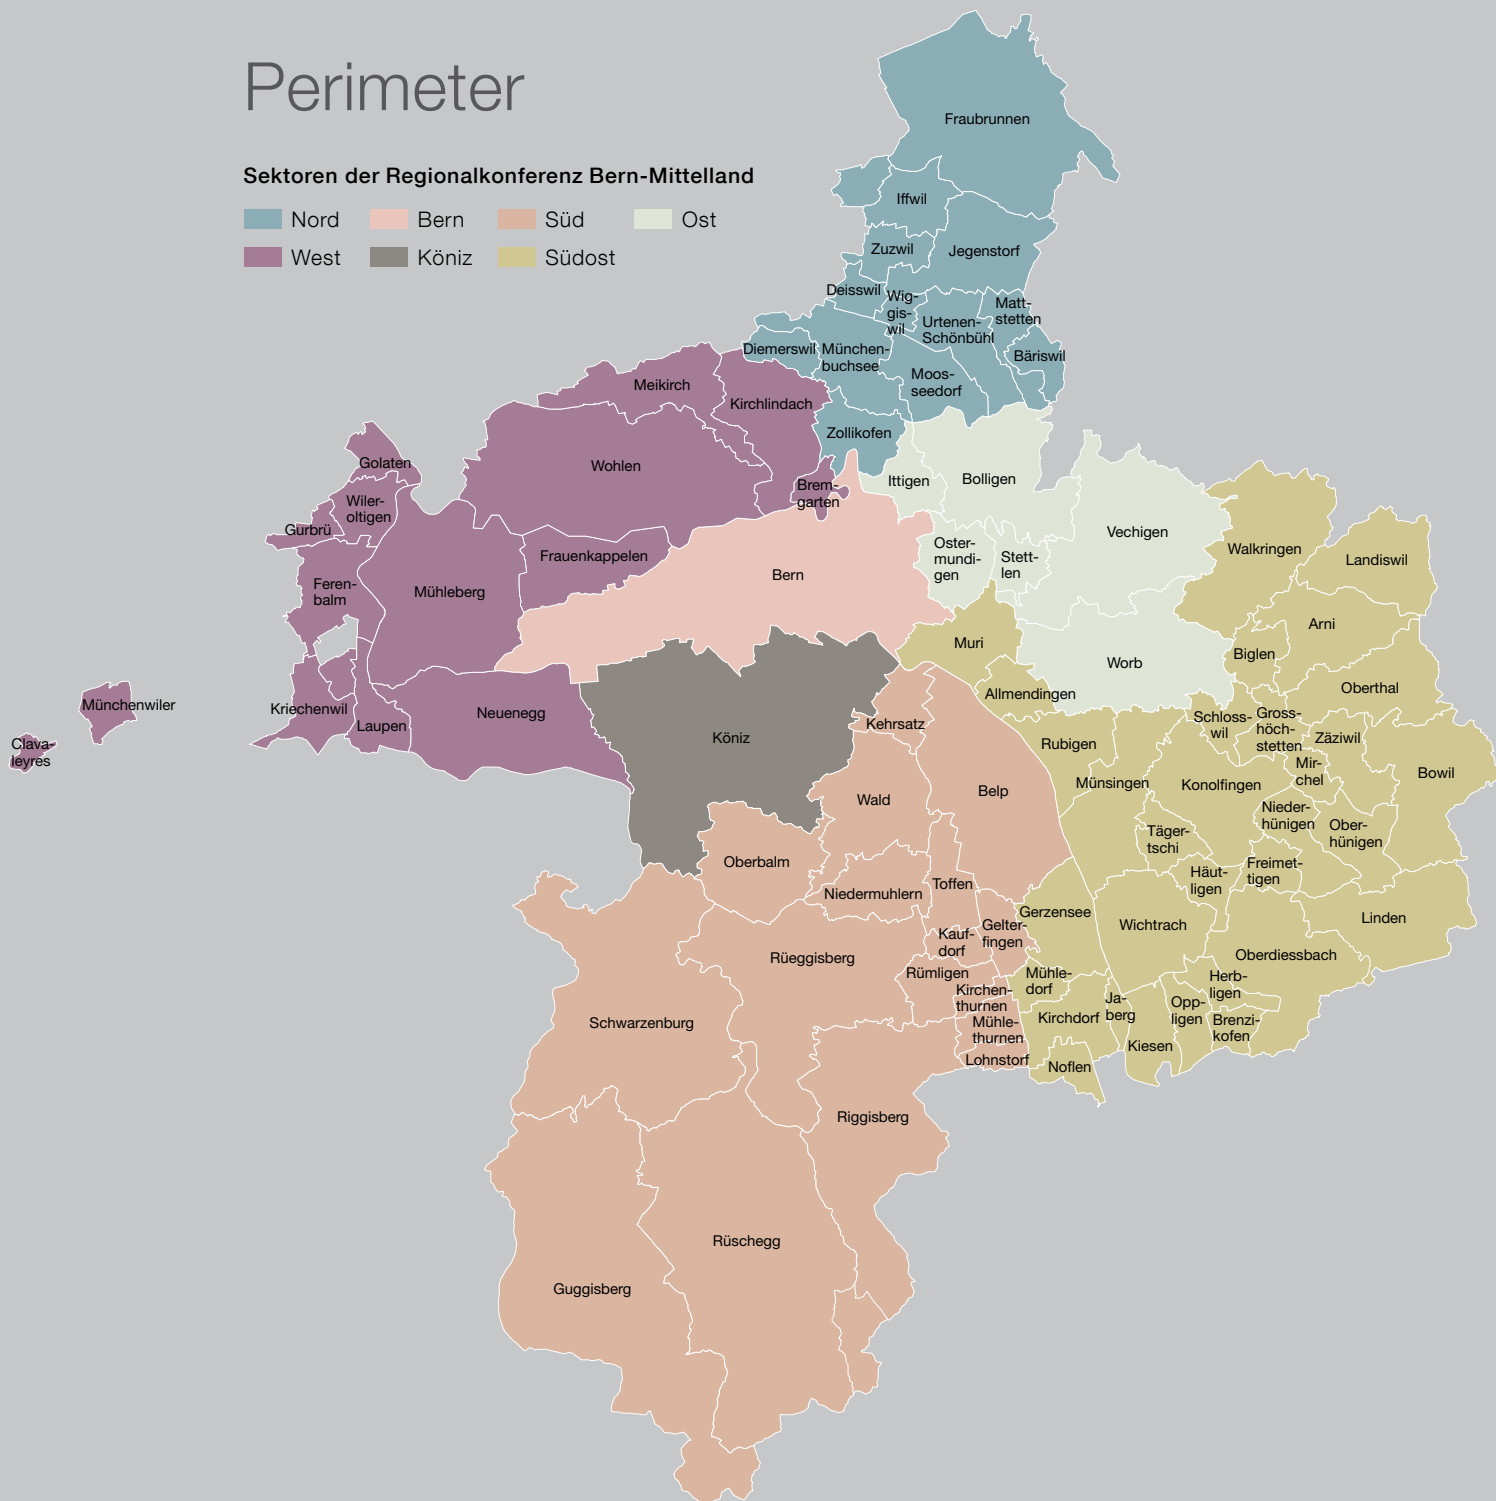 Perimeter
Sektoren der Regionalkonferenz Bern-Mittelland
Nord
Bern
Süd
Ost
West
Köniz
Südost
Fraubrunnen
Iffwil
Zuzwil
Jegenstorf
Deisswil
Wig-
gis-
wil
Matt-
stetten
Urtenen-
Schönbühl
Diemerswil
München-
buchsee
Bäriswil
Moos-
seedorf
Zollikofen
Meikirch
Kirchlindach
Wohlen
Brem-
garten
Golaten
Wiler-
oltigen
Gurbrü
Feren-
balm
Mühleberg
Frauenkappelen
Kriechenwil
Laupen
Neuenegg
Münchenwiler
Clava-
leyres
Bern
Köniz
Ittigen
Bolligen
Oster-
mundi-
gen
Stett-
len
Vechigen
Worb
Walkringen
Landiswil
Arni
Biglen
Oberthal
Muri
Allmendingen
Rubigen
Schloss-
wil
Gross-
höch-
stetten
Zäziwil
Mir-
chel
Bowil
Münsingen
Konolfingen
Nieder-
hünigen
Ober-
hünigen
Täger-
tschi
Häut-
ligen
Freimet-
tigen
Linden
Gerzensee
Wichtrach
Oberdiessbach
Mühle-
dorf
Herb-
ligen
Kirchdorf
Ja-
berg
Opp-
ligen
Brenzi-
kofen
Kiesen
Noflen
Kehrsatz
Wald
Belp
Oberbalm
Niedermuhlern
Toffen
Gelter-
fingen
Kauf-
dorf
Rüeggisberg
Rümligen
Kirchen-
thurnen
Mühle-
thurnen
Lohnstorf
Schwarzenburg
Riggisberg
Rüschegg
Guggisberg